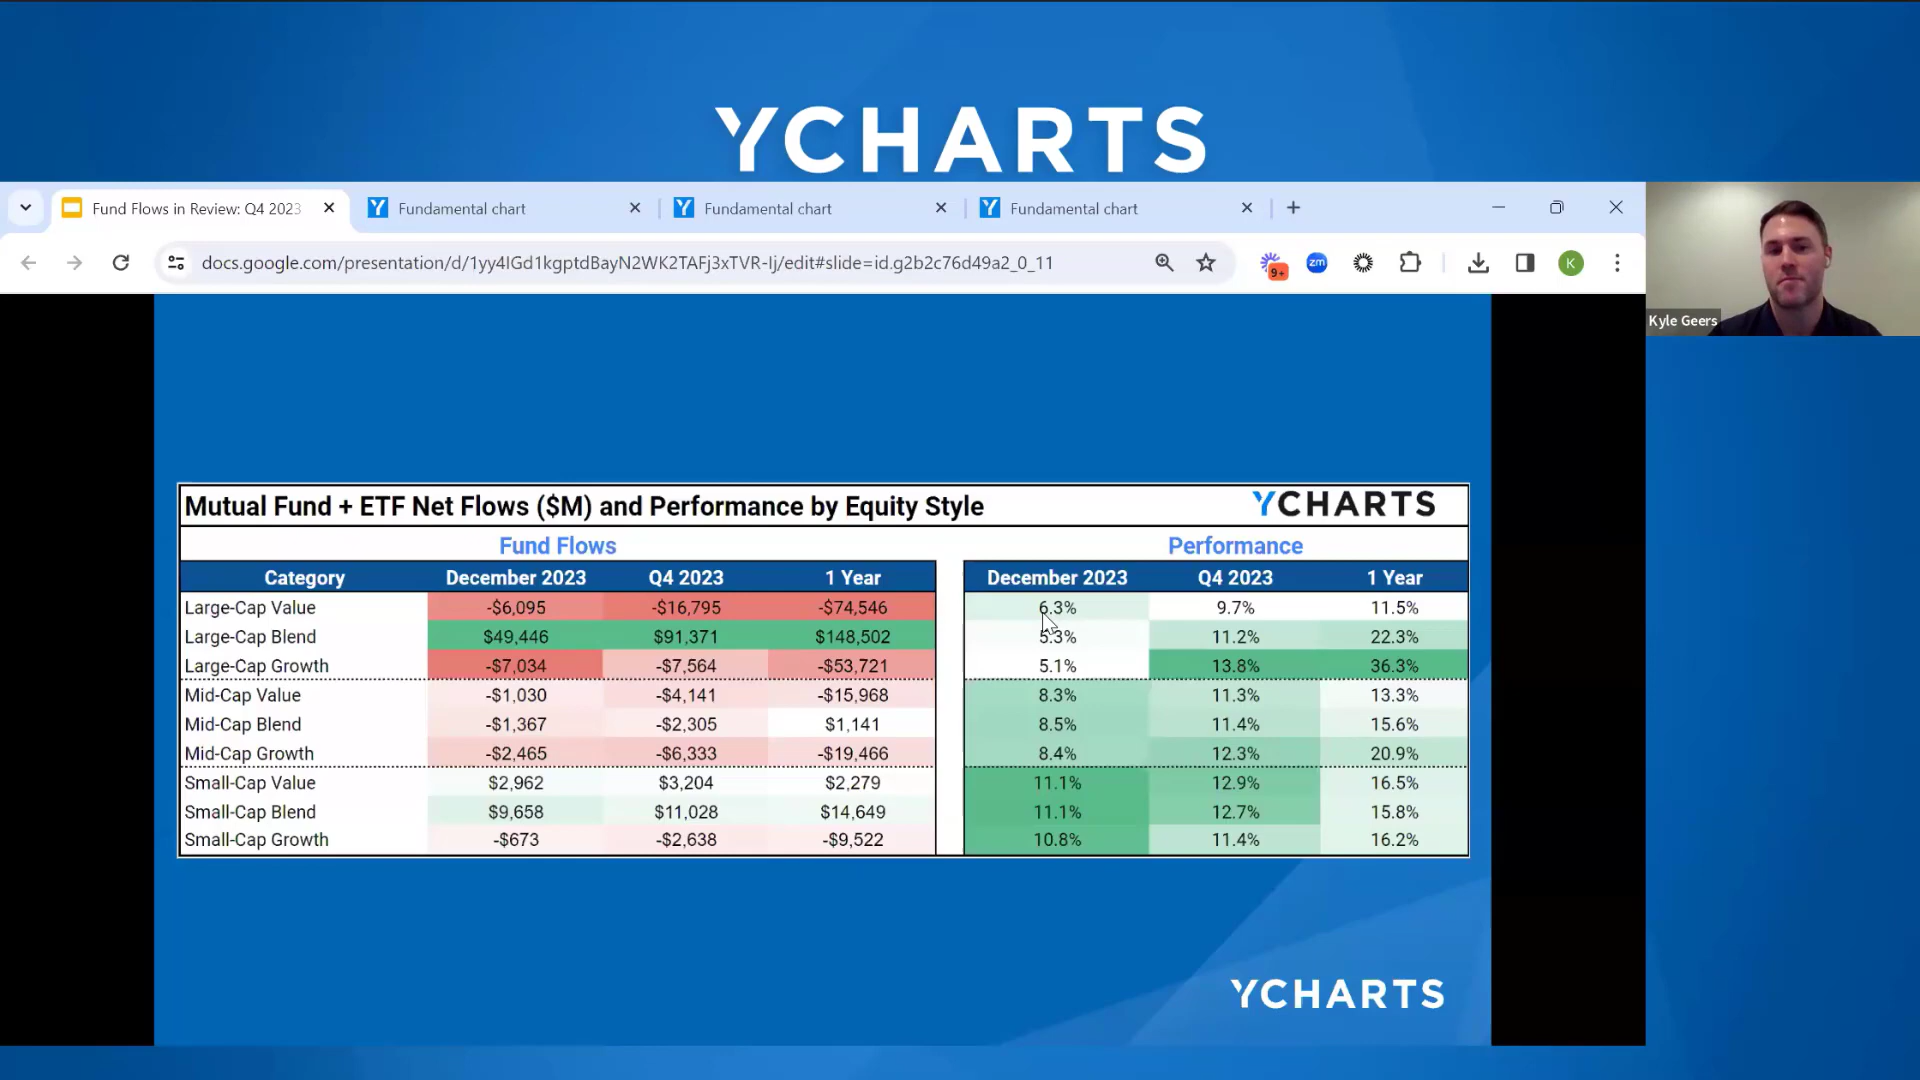 YCHARTS
Fund Flows in Review: Q4 2023
Fundamental chart
Fundamental chart
Fundamental chart
docs.google.com/presentation/d/1yy4IGd1kgptdBayN2WK2TAFj3xTVR-Ij/edit#slide=id.g2b2c76d49a2_0_11
9+
zm
K
Kyle Geers
Mutual Fund + ETF Net Flows ($M) and Performance by Equity Style YCHARTS
Fund Flows Performance
Category December 2023 Q4 2023 1 Year December 2023 Q4 2023 1 Year
Large-Cap Value -$6,095 -$16,795 -$74,546 6.3% 9.7% 11.5%
Large-Cap Blend $49,446 $91,371 $148,502 5.3% 11.2% 22.3%
Large-Cap Growth -$7,034 -$7,564 -$53,721 5.1% 13.8% 36.3%
Mid-Cap Value -$1,030 -$4,141 -$15,968 8.3% 11.3% 13.3%
Mid-Cap Blend -$1,367 -$2,305 $1,141 8.5% 11.4% 15.6%
Mid-Cap Growth -$2,465 -$6,333 -$19,466 8.4% 12.3% 20.9%
Small-Cap Value $2,962 $3,204 $2,279 11.1% 12.9% 16.5%
Small-Cap Blend $9,658 $11,028 $14,649 11.1% 12.7% 15.8%
Small-Cap Growth -$673 -$2,638 -$9,522 10.8% 11.4% 16.2%
YCHARTS